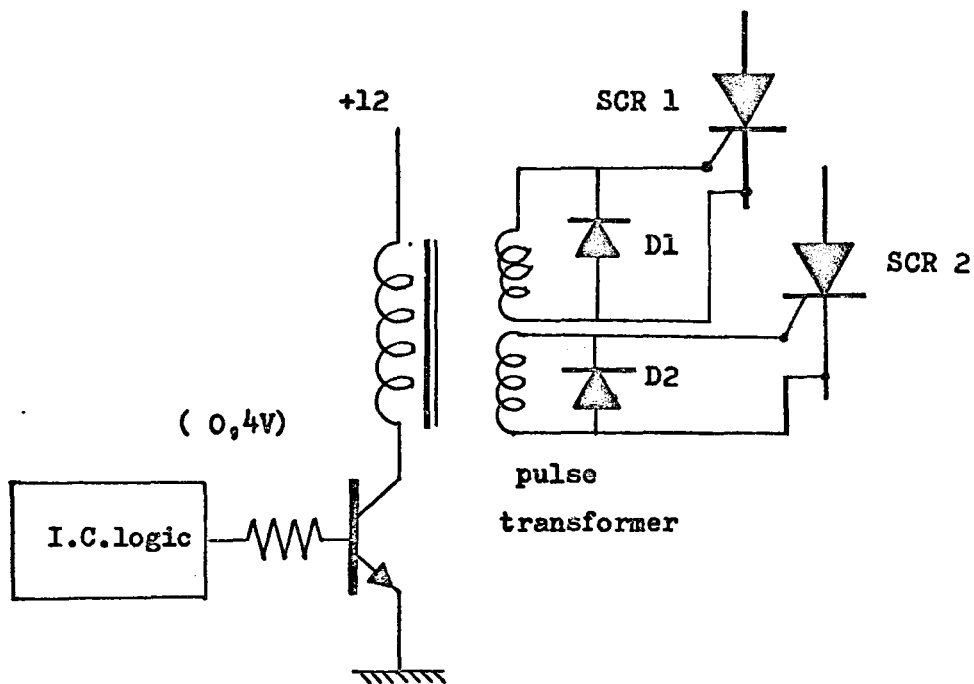 +12
SCR 1
D1
SCR 2
D2
( 0,4V)
pulse
transformer
I.C.logic